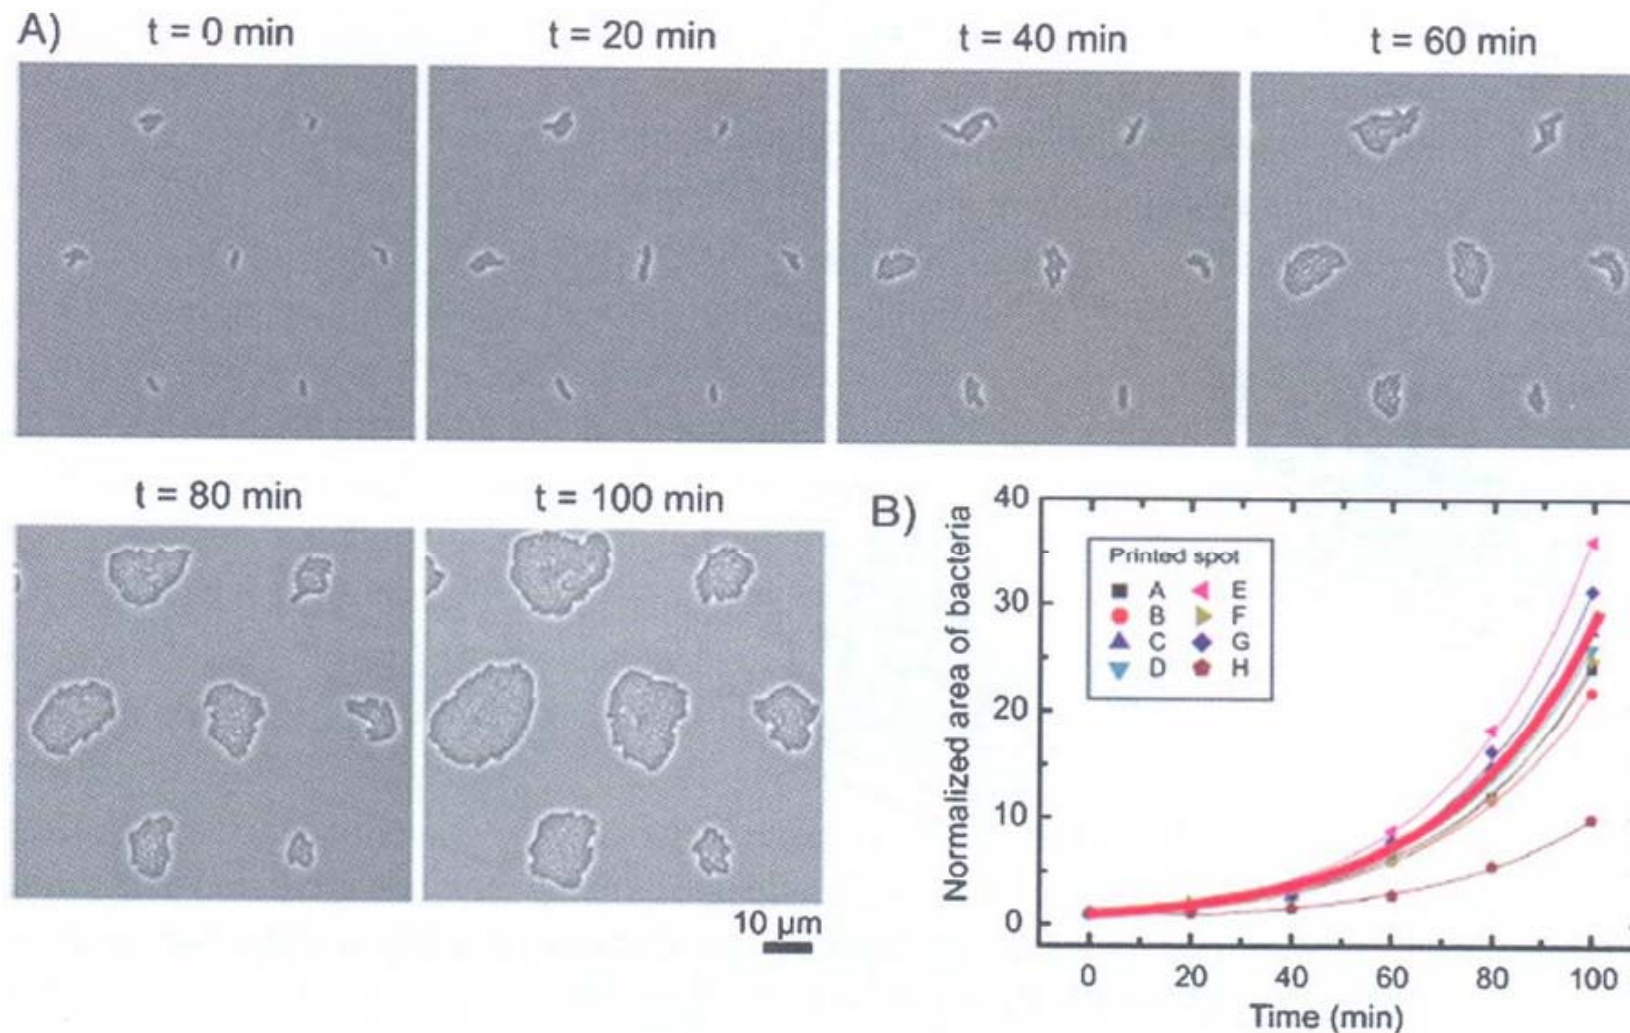 A)
t = 0 min
t = 20 min
t = 40 min
t = 60 min
t = 80 min
t = 100 min
10 µm
B)
Normalized area of bacteria
40
30
20
10
0
Printed spot
A E
B F
C G
D H
0 20 40 60 80 100
Time (min)